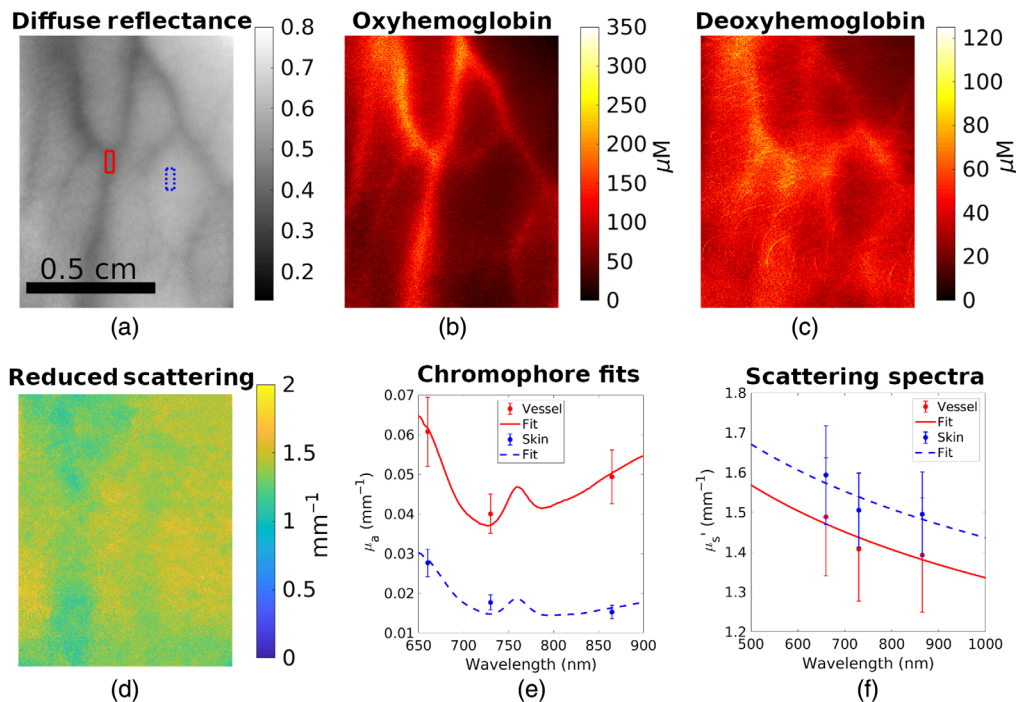 Diffuse reflectance
0.8
0.7
0.6
0.5
0.4
0.3
0.2
0.5 cm
(a)
Oxyhemoglobin
350
300
250
200
150
100
50
0
μM
(b)
Deoxyhemoglobin
120
100
80
60
40
20
0
μM
(c)
Reduced scattering
2
1.5
1
0.5
0
mm⁻¹
(d)
Chromophore fits
0.07
0.06
0.05
0.04
0.03
0.02
0.01
μa (mm⁻¹)
Vessel
Fit
Skin
Fit
650 700 750 800 850 900
Wavelength (nm)
(e)
Scattering spectra
1.8
1.7
1.6
1.5
1.4
1.3
1.2
μs' (mm⁻¹)
Vessel
Fit
Skin
Fit
500 600 700 800 900 1000
Wavelength (nm)
(f)